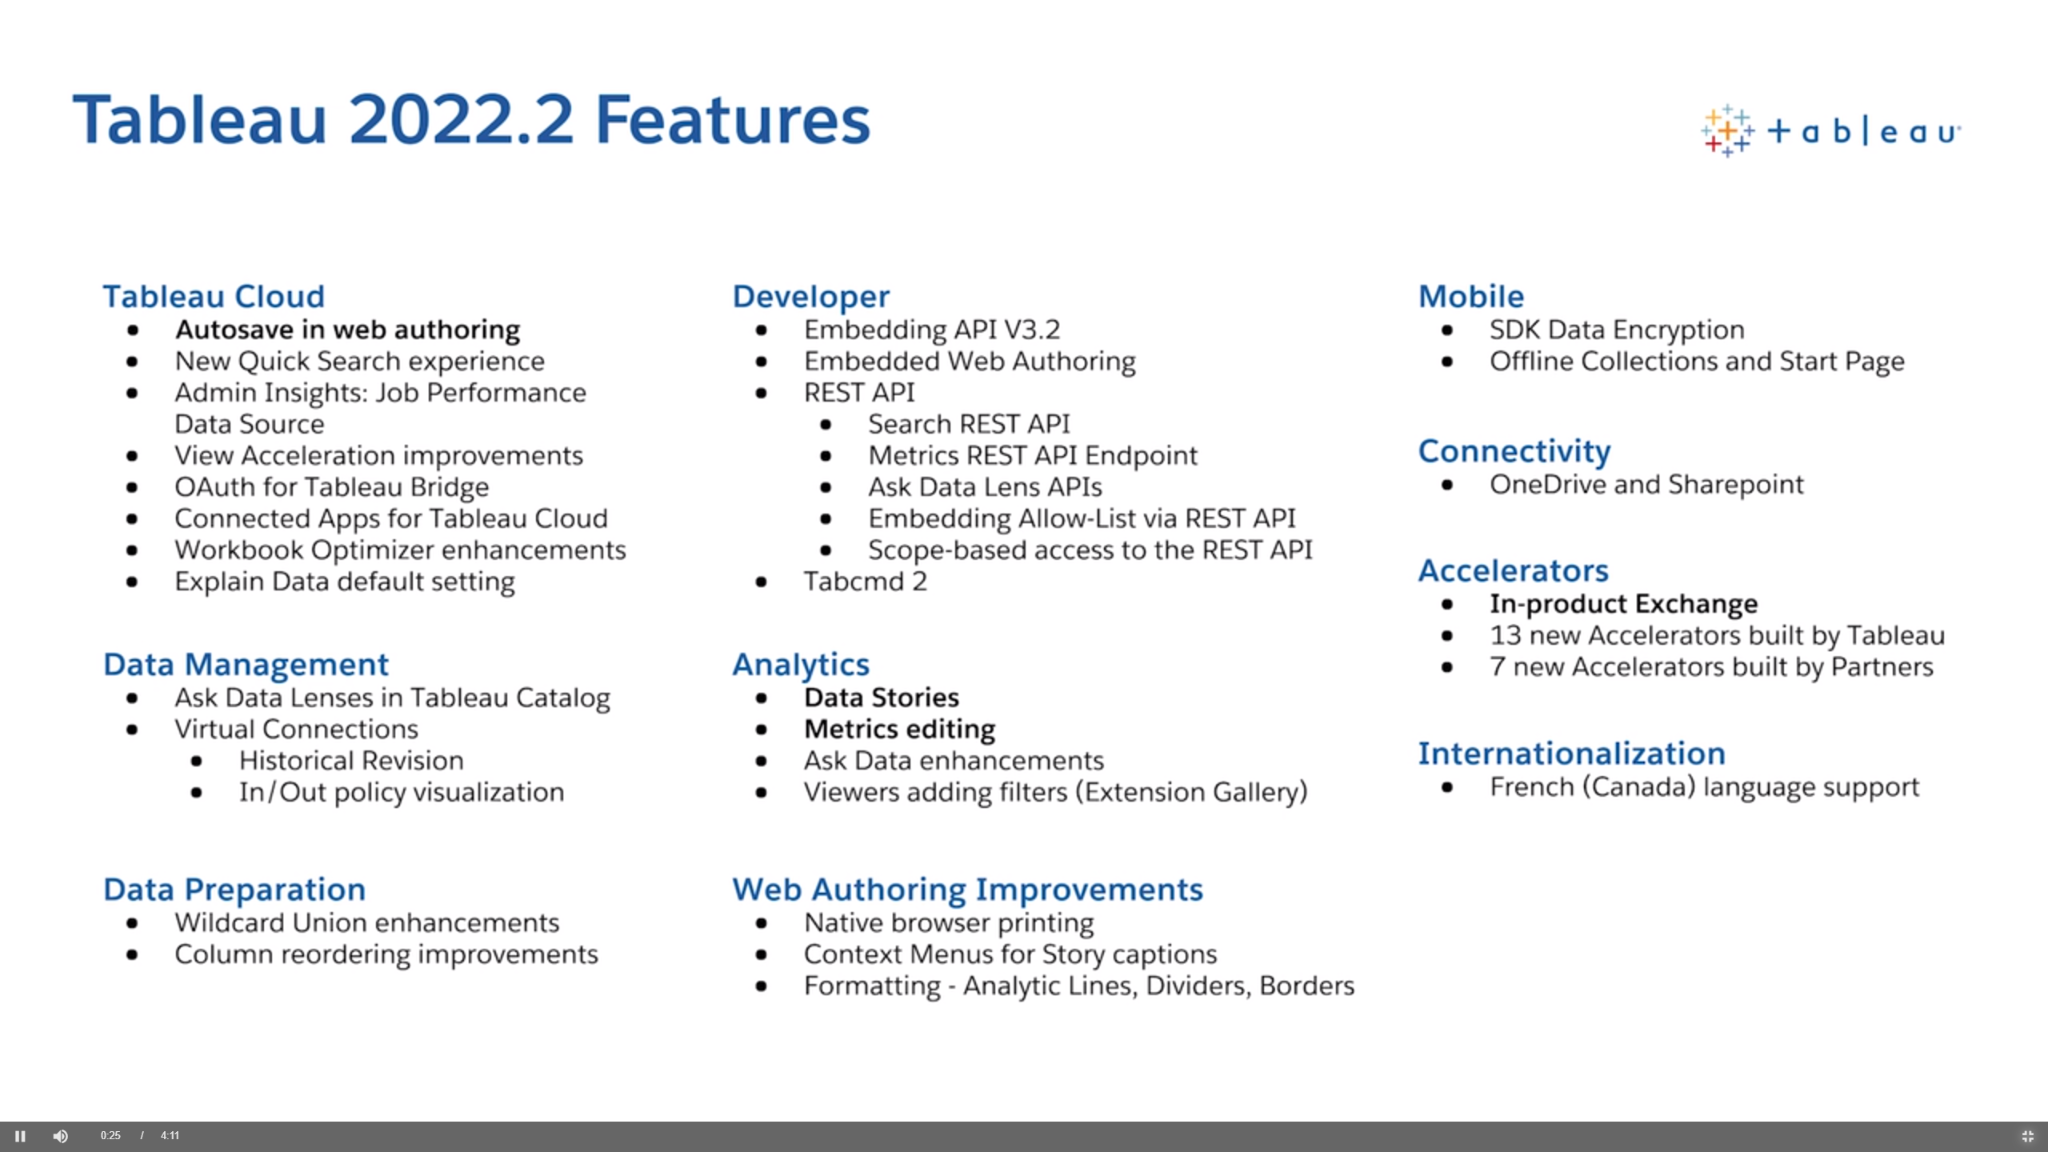 Tableau 2022.2 Features
+ableau
Tableau Cloud
• Autosave in web authoring
• New Quick Search experience
• Admin Insights: Job Performance
Data Source
• View Acceleration improvements
• OAuth for Tableau Bridge
• Connected Apps for Tableau Cloud
• Workbook Optimizer enhancements
• Explain Data default setting
Data Management
• Ask Data Lenses in Tableau Catalog
• Virtual Connections
• Historical Revision
• In/Out policy visualization
Data Preparation
• Wildcard Union enhancements
• Column reordering improvements
Developer
• Embedding API V3.2
• Embedded Web Authoring
• REST API
• Search REST API
• Metrics REST API Endpoint
• Ask Data Lens APIs
• Embedding Allow-List via REST API
• Scope-based access to the REST API
• Tabcmd 2
Analytics
• Data Stories
• Metrics editing
• Ask Data enhancements
• Viewers adding filters (Extension Gallery)
Web Authoring Improvements
• Native browser printing
• Context Menus for Story captions
• Formatting - Analytic Lines, Dividers, Borders
Mobile
• SDK Data Encryption
• Offline Collections and Start Page
Connectivity
• OneDrive and Sharepoint
Accelerators
• In-product Exchange
• 13 new Accelerators built by Tableau
• 7 new Accelerators built by Partners
Internationalization
• French (Canada) language support
0:25 / 4:11